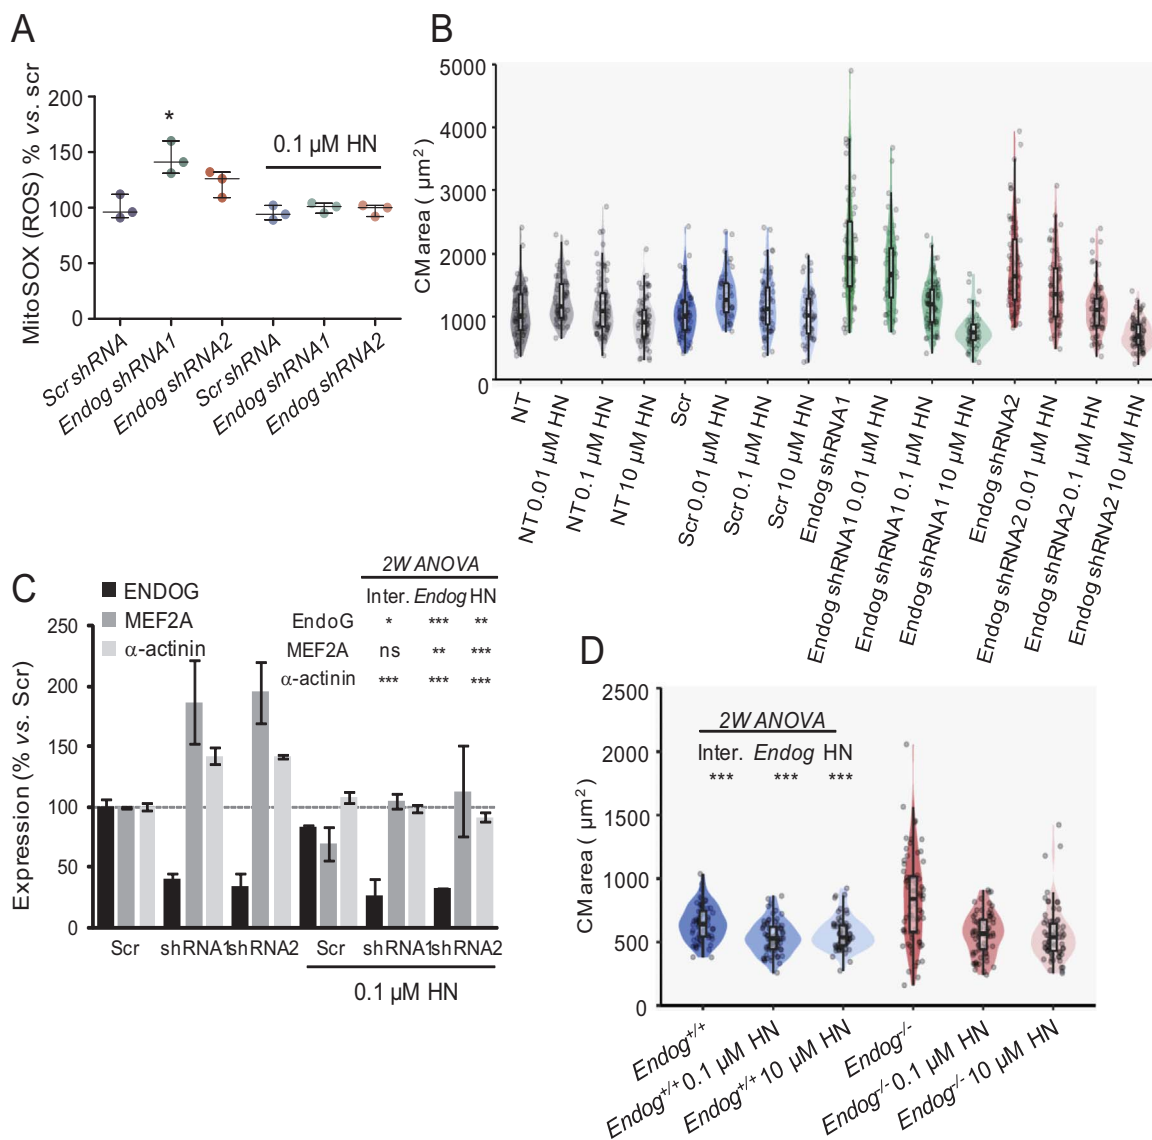 A
MitoSOX (ROS) % vs. scr
200
150
100
50
0
*
0.1 µM HN
Scr shRNA
Endog shRNA1
Endog shRNA2
Scr shRNA
Endog shRNA1
Endog shRNA2
B
CM area ( µm²)
5000
4000
3000
2000
1000
0
NT
NT 0.01 µM HN
NT 0.1 µM HN
NT 10 µM HN
Scr
Scr 0.01 µM HN
Scr 0.1 µM HN
Scr 10 µM HN
Endog shRNA1
Endog shRNA1 0.01 µM HN
Endog shRNA1 0.1 µM HN
Endog shRNA1 10 µM HN
Endog shRNA2
Endog shRNA2 0.01 µM HN
Endog shRNA2 0.1 µM HN
Endog shRNA2 10 µM HN
C
ENDOG
MEF2A
α-actinin
2W ANOVA
Inter. Endog HN
EndoG * *** **
MEF2A ns ** ***
α-actinin *** *** ***
Expression (% vs. Scr)
250
200
150
100
50
0
Scr shRNA1 shRNA2 Scr shRNA1 shRNA2
0.1 µM HN
D
CM area ( µm²)
2500
2000
1500
1000
500
0
2W ANOVA
Inter. Endog HN
*** *** ***
Endog+/+
Endog+/+ 0.1 µM HN
Endog+/+ 10 µM HN
Endog-/-
Endog-/- 0.1 µM HN
Endog-/- 10 µM HN